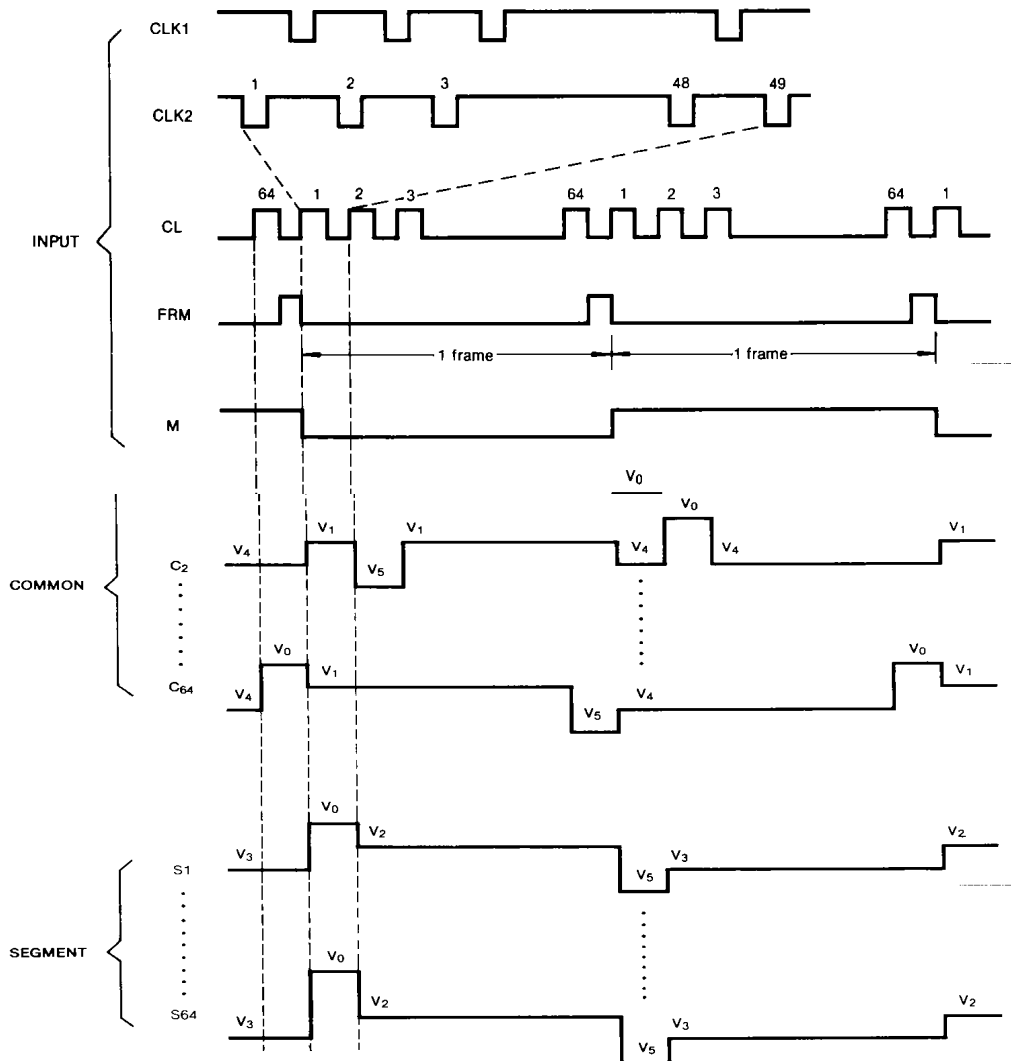 CLK1
1 2 3 48 49
CLK2
64 1 2 3 64 1 2 3 64 1
CL
INPUT
FRM
1 frame 1 frame
M
V0
V0
V4 V1 V1 V4 V4 V1
C2
V5
COMMON
V0 V0
V1 V1
C64
V4 V5 V4
V0
V2 V2
V3 V3
S1
V5
SEGMENT
V0
V2 V2
S64
V3 V3
V5